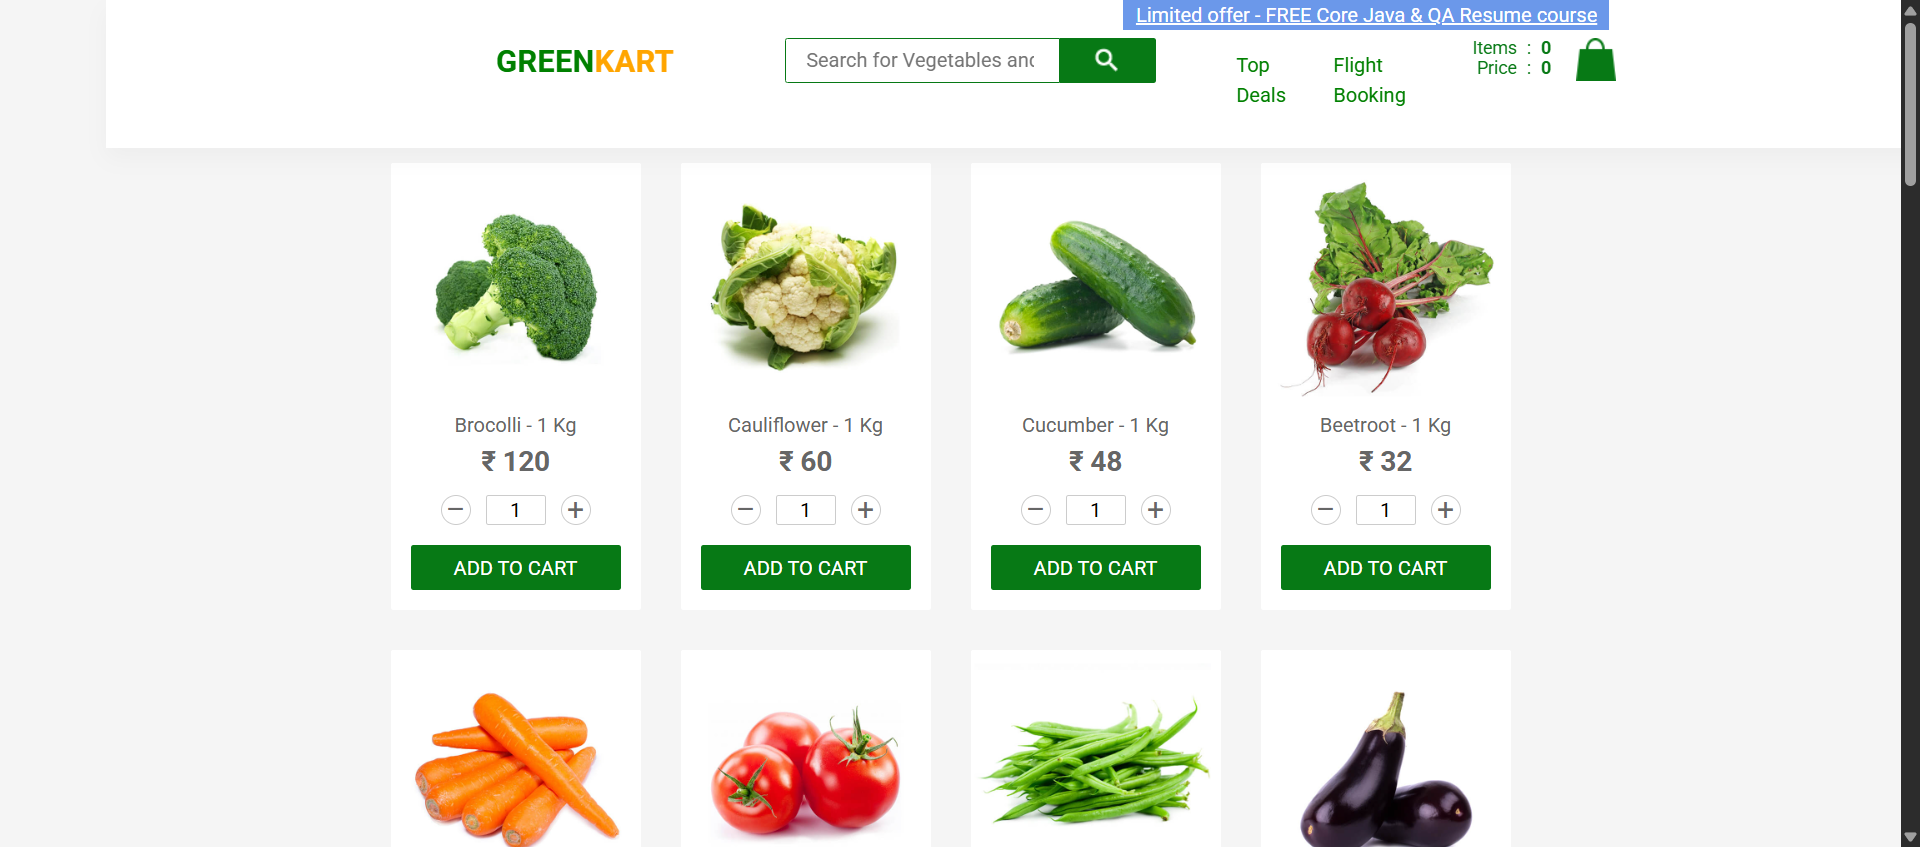 Limited offer - FREE Core Java & QA Resume course
GREENKART
Search for Vegetables and
Top
Deals
Flight
Booking
Items : 0
Price : 0
Brocolli - 1 Kg
₹ 120
− 1 +
ADD TO CART
Cauliflower - 1 Kg
₹ 60
− 1 +
ADD TO CART
Cucumber - 1 Kg
₹ 48
− 1 +
ADD TO CART
Beetroot - 1 Kg
₹ 32
− 1 +
ADD TO CART